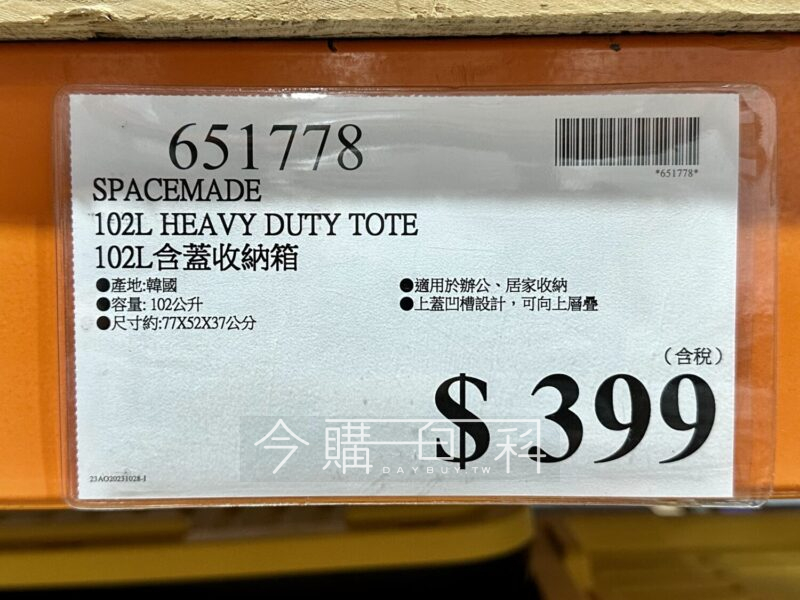 651778
*651778*
SPACEMADE
102L HEAVY DUTY TOTE
102L含蓋收納箱
●產地:韓國
●容量: 102公升
●尺寸約:77X52X37公分
●適用於辦公、居家收納
●上蓋凹槽設計，可向上層疊
(含稅)
$ 399
今購百科
DAYBUY.TW
23AO20231028-J